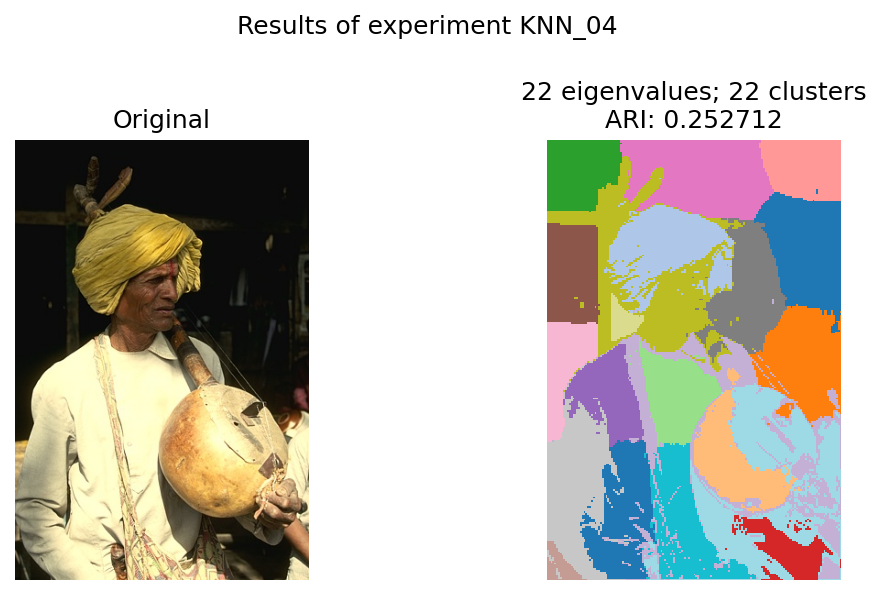 Results of experiment KNN_04
Original
22 eigenvalues; 22 clusters
ARI: 0.252712